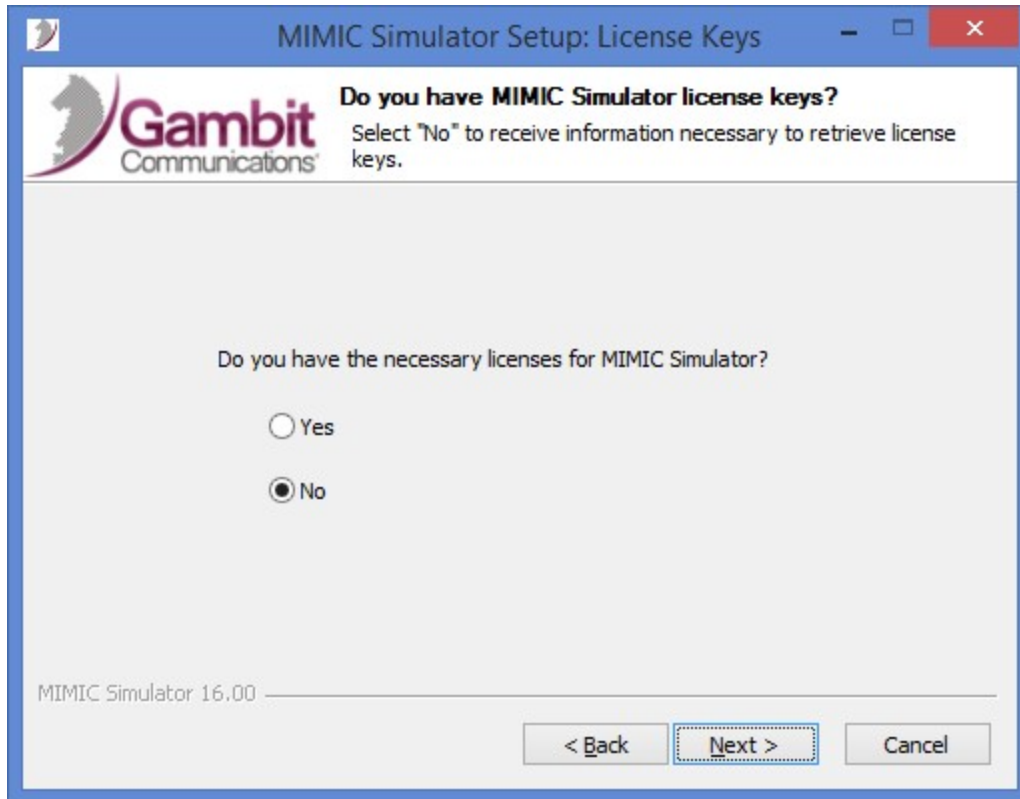 MIMIC Simulator Setup: License Keys
Gambit
Communications
Do you have MIMIC Simulator license keys?
Select "No" to receive information necessary to retrieve license
keys.
Do you have the necessary licenses for MIMIC Simulator?
Yes
No
MIMIC Simulator 16.00
< Back
Next >
Cancel